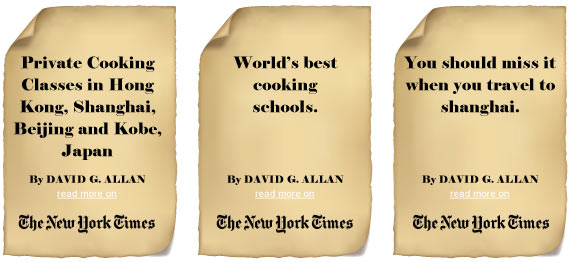 Private Cooking
Classes in Hong
Kong, Shanghai,
Beijing and Kobe,
Japan
By DAVID G. ALLAN
read more on
The New York Times
World's best
cooking
schools.
By DAVID G. ALLAN
read more on
The New York Times
You should miss it
when you travel to
shanghai.
By DAVID G. ALLAN
read more on
The New York Times